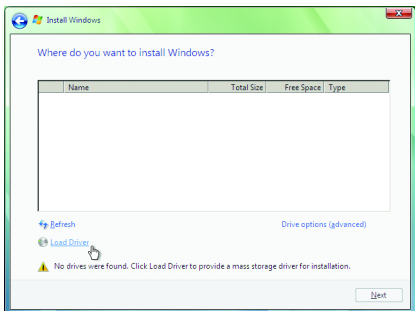 Install Windows
Where do you want to install Windows?
Name Total Size Free Space Type
Refresh Drive options (advanced)
Load Driver
No drives were found. Click Load Driver to provide a mass storage driver for installation.
Next